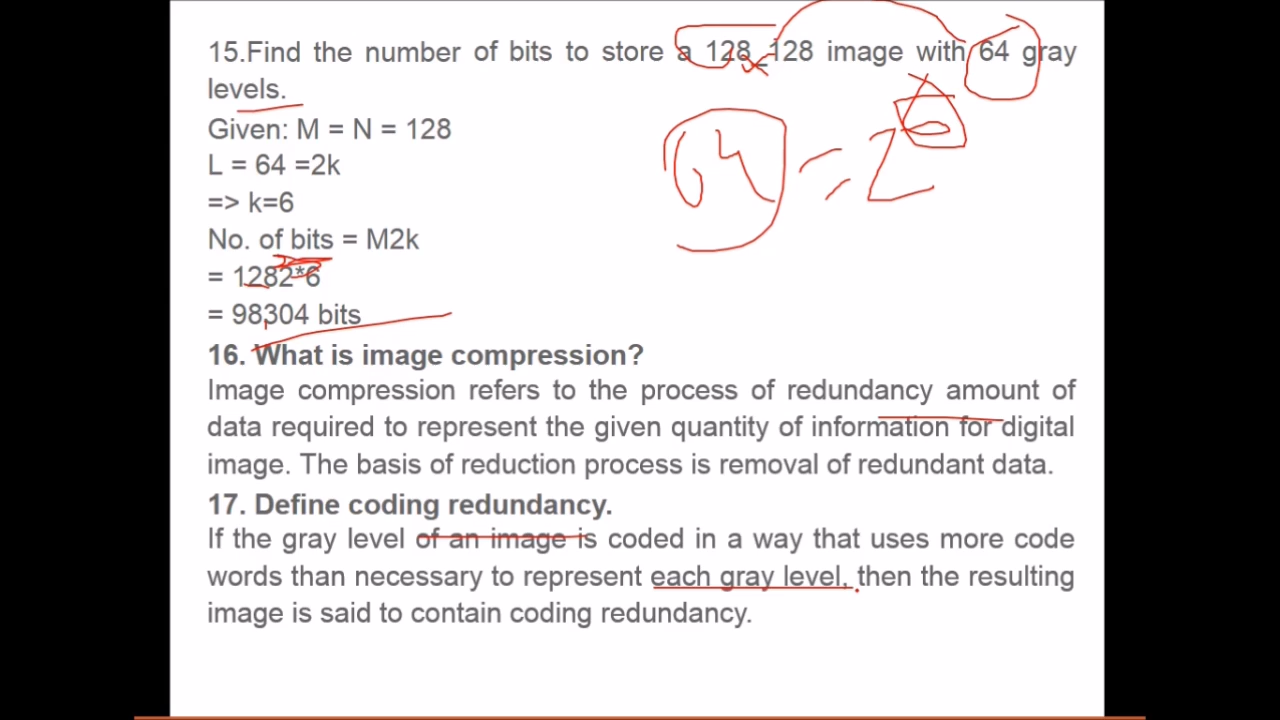 15.Find the number of bits to store a 128 128 image with 64 gray
levels.
64 = 2^6
Given: M = N = 128
L = 64 =2k
=> k=6
No. of bits = M2k
= 1282*6
= 98,304 bits
16. What is image compression?
Image compression refers to the process of redundancy amount of
data required to represent the given quantity of information for digital
image. The basis of reduction process is removal of redundant data.
17. Define coding redundancy.
If the gray level of an image is coded in a way that uses more code
words than necessary to represent each gray level, then the resulting
image is said to contain coding redundancy.